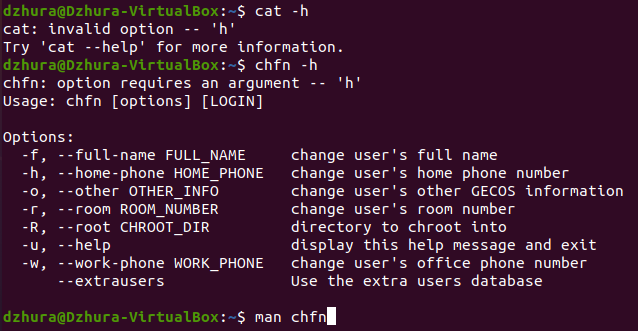 dzhura@Dzhura-VirtualBox:~$ cat -h
cat: invalid option -- 'h'
Try 'cat --help' for more information.
dzhura@Dzhura-VirtualBox:~$ chfn -h
chfn: option requires an argument -- 'h'
Usage: chfn [options] [LOGIN]

Options:
  -f, --full-name FULL_NAME     change user's full name
  -h, --home-phone HOME_PHONE   change user's home phone number
  -o, --other OTHER_INFO        change user's other GECOS information
  -r, --room ROOM_NUMBER        change user's room number
  -R, --root CHROOT_DIR         directory to chroot into
  -u, --help                    display this help message and exit
  -w, --work-phone WORK_PHONE   change user's office phone number
      --extrausers              Use the extra users database

dzhura@Dzhura-VirtualBox:~$ man chfn